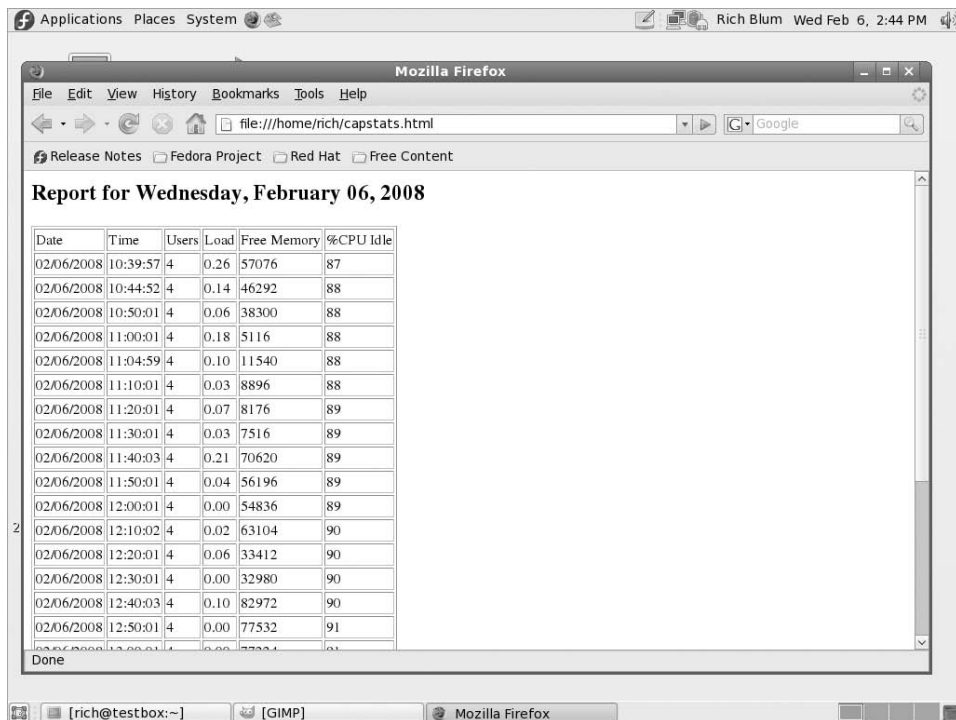 Applications Places System Rich Blum Wed Feb 6, 2:44 PM
Mozilla Firefox
File Edit View History Bookmarks Tools Help
file:///home/rich/capstats.html G Google
Release Notes Fedora Project Red Hat Free Content
Report for Wednesday, February 06, 2008
Date Time Users Load Free Memory %CPU Idle
02/06/2008 10:39:57 4 0.26 57076 87
02/06/2008 10:44:52 4 0.14 46292 88
02/06/2008 10:50:01 4 0.06 38300 88
02/06/2008 11:00:01 4 0.18 5116 88
02/06/2008 11:04:59 4 0.10 11540 88
02/06/2008 11:10:01 4 0.03 8896 88
02/06/2008 11:20:01 4 0.07 8176 89
02/06/2008 11:30:01 4 0.03 7516 89
02/06/2008 11:40:03 4 0.21 70620 89
02/06/2008 11:50:01 4 0.04 56196 89
02/06/2008 12:00:01 4 0.00 54836 89
2
02/06/2008 12:10:02 4 0.02 63104 90
02/06/2008 12:20:01 4 0.06 33412 90
02/06/2008 12:30:01 4 0.00 32980 90
02/06/2008 12:40:03 4 0.10 82972 90
02/06/2008 12:50:01 4 0.00 77532 91
Done
[rich@testbox:~] [GIMP] Mozilla Firefox